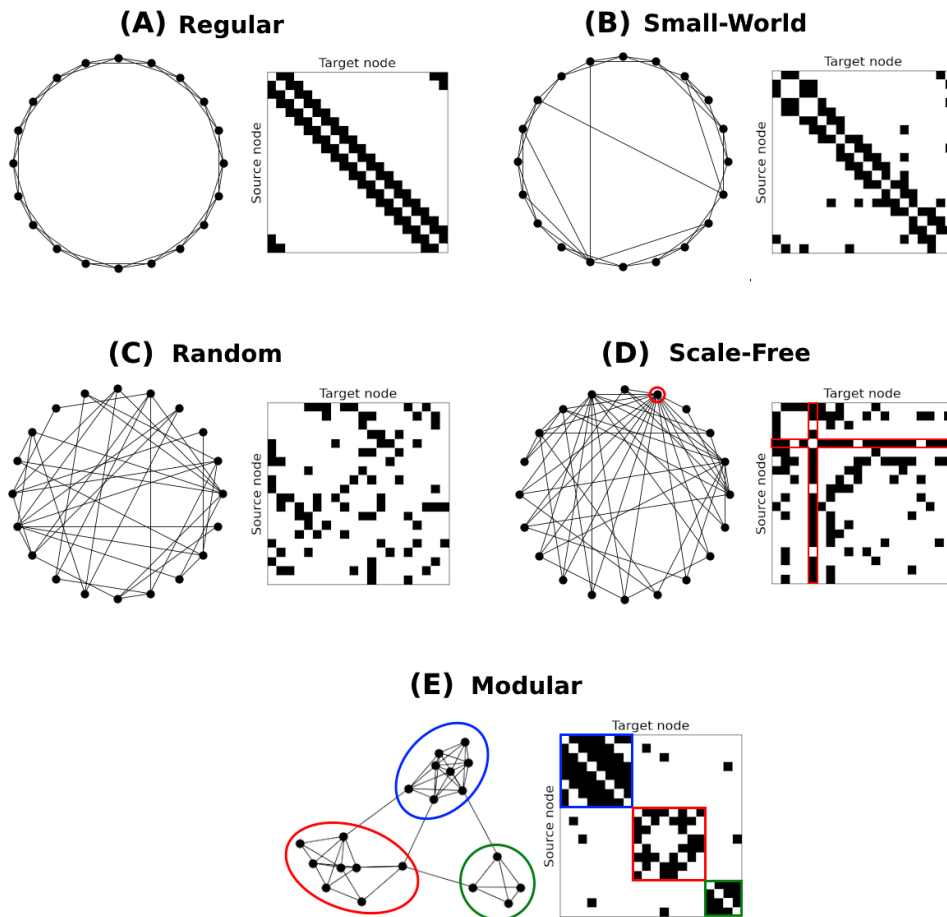 (A) Regular
Target node
Source node
(B) Small-World
Target node
Source node
(C) Random
Target node
Source node
(D) Scale-Free
Target node
Source node
(E) Modular
Target node
Source node